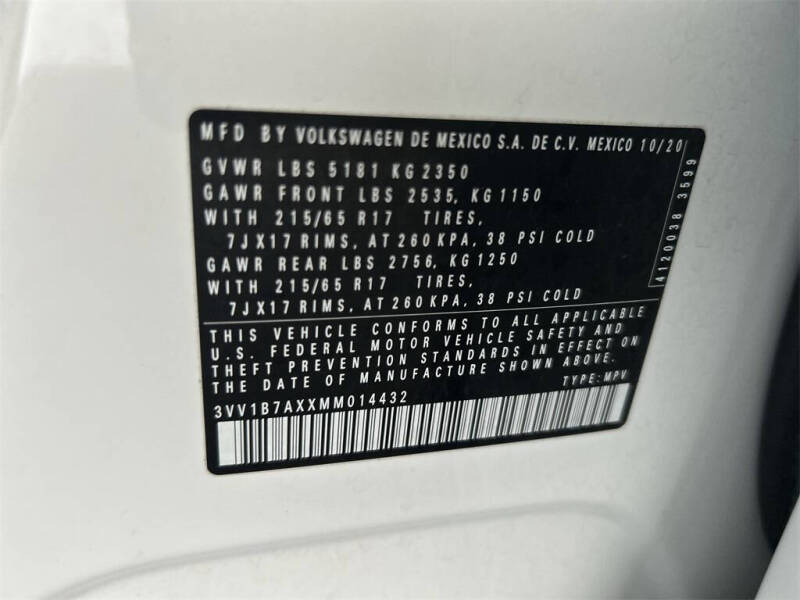 MFD BY VOLKSWAGEN DE MEXICO S.A. DE C.V. MEXICO 10/20
GVWR LBS 5181 KG 2350
GAWR FRONT LBS 2535, KG 1150
WITH 215/65 R17 TIRES,
7JX17 RIMS, AT 260 KPA, 38 PSI COLD
GAWR REAR LBS 2756, KG 1250
WITH 215/65 R17 TIRES,
7JX17 RIMS, AT 260 KPA, 38 PSI COLD
4120038 3599
THIS VEHICLE CONFORMS TO ALL APPLICABLE
U.S. FEDERAL MOTOR VEHICLE SAFETY AND
THEFT PREVENTION STANDARDS IN EFFECT ON
THE DATE OF MANUFACTURE SHOWN ABOVE.
3VV1B7AXXMM014432 TYPE: MPV